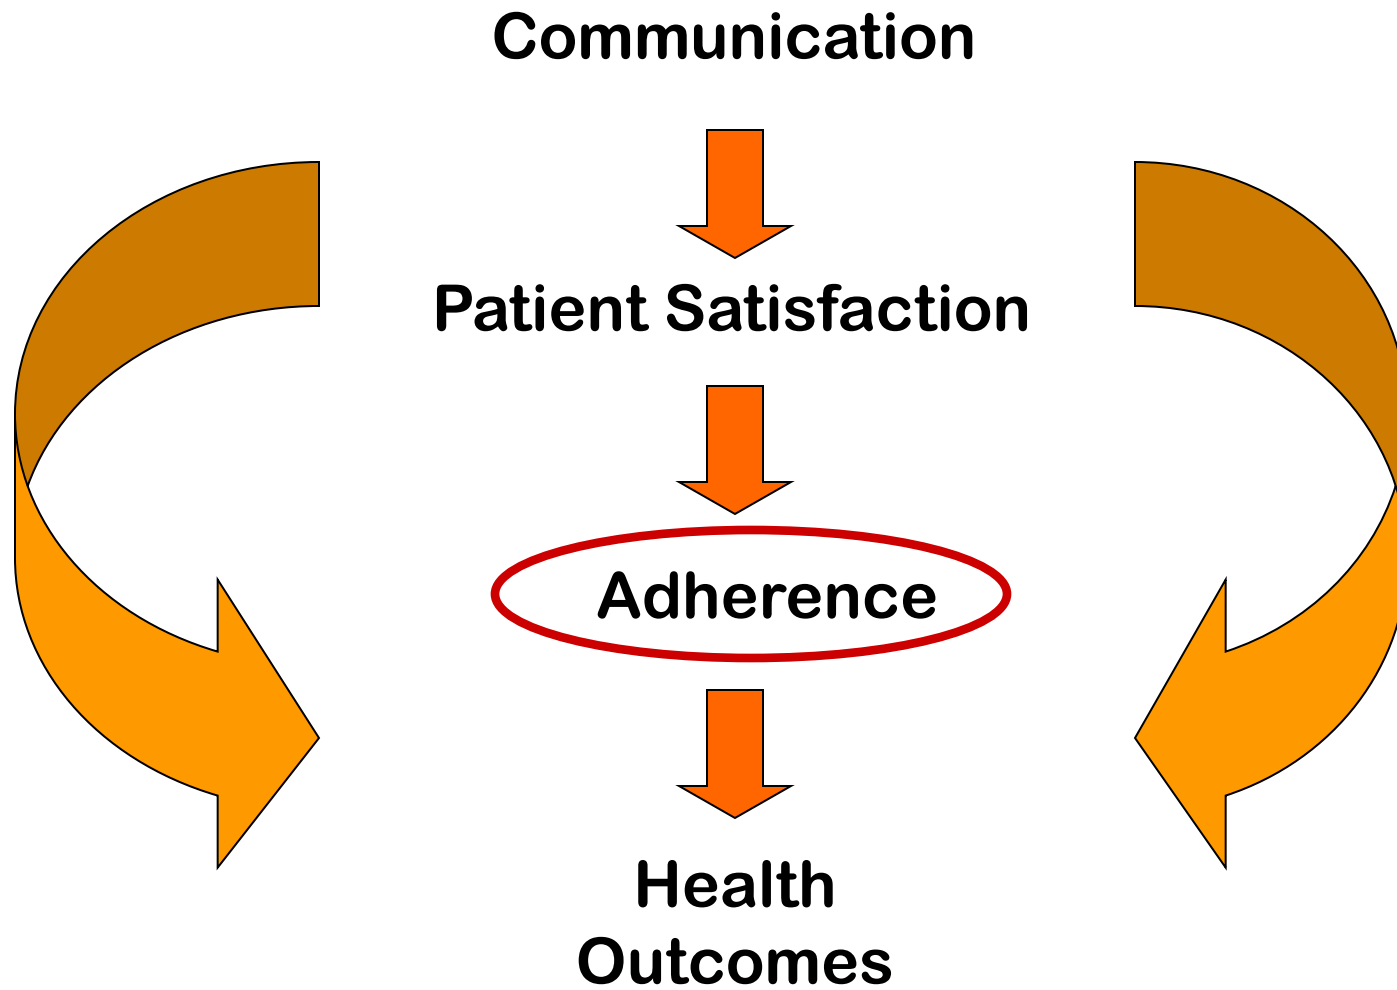 Communication
Patient Satisfaction
Adherence
Health
Outcomes